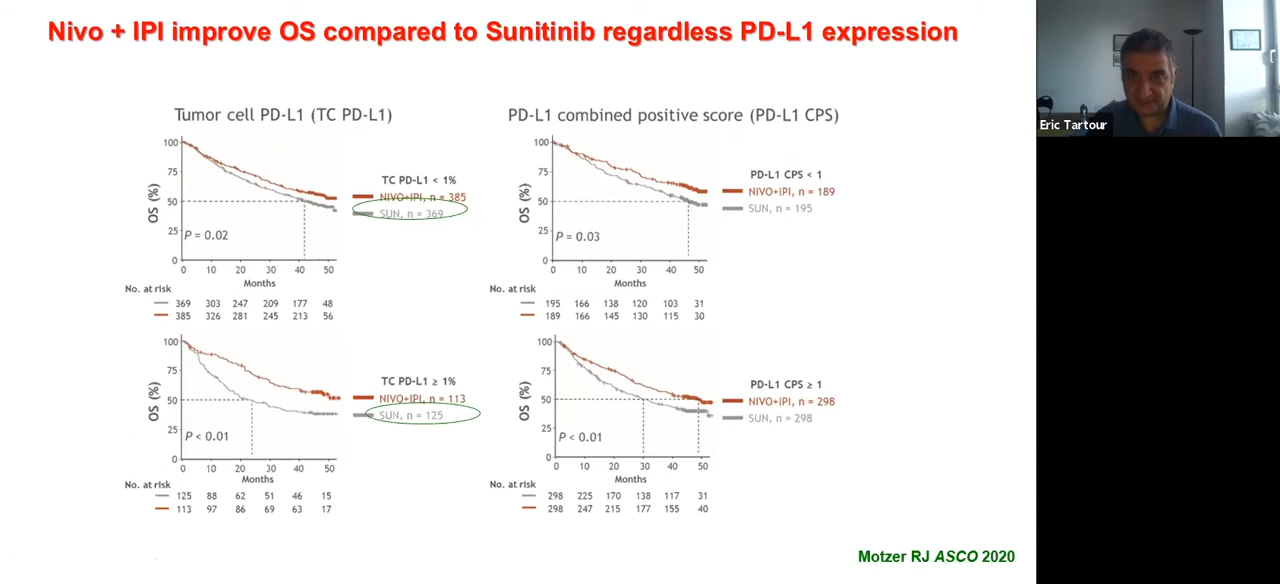 Nivo + IPI improve OS compared to Sunitinib regardless PD-L1 expression
Eric Tartour
Tumor cell PD-L1 (TC PD-L1)
100
75
50
25
0
OS (%)
P = 0.02
0 10 20 30 40 50
Months
TC PD-L1 < 1%
NIVO+IPI, n = 385
SUN, n = 369
No. at risk
369 303 247 209 177 48
385 326 281 245 213 56
PD-L1 combined positive score (PD-L1 CPS)
100
75
50
25
0
OS (%)
P = 0.03
0 10 20 30 40 50
Months
PD-L1 CPS < 1
NIVO+IPI, n = 189
SUN, n = 195
No. at risk
195 166 138 120 103 31
189 166 145 130 115 30
100
75
50
25
0
OS (%)
P < 0.01
0 10 20 30 40 50
Months
TC PD-L1 ≥ 1%
NIVO+IPI, n = 113
SUN, n = 125
No. at risk
125 88 62 51 46 15
113 97 86 69 63 17
100
75
50
25
0
OS (%)
P < 0.01
0 10 20 30 40 50
Months
PD-L1 CPS ≥ 1
NIVO+IPI, n = 298
SUN, n = 298
No. at risk
298 225 170 138 117 31
298 247 215 177 155 40
Motzer RJ ASCO 2020